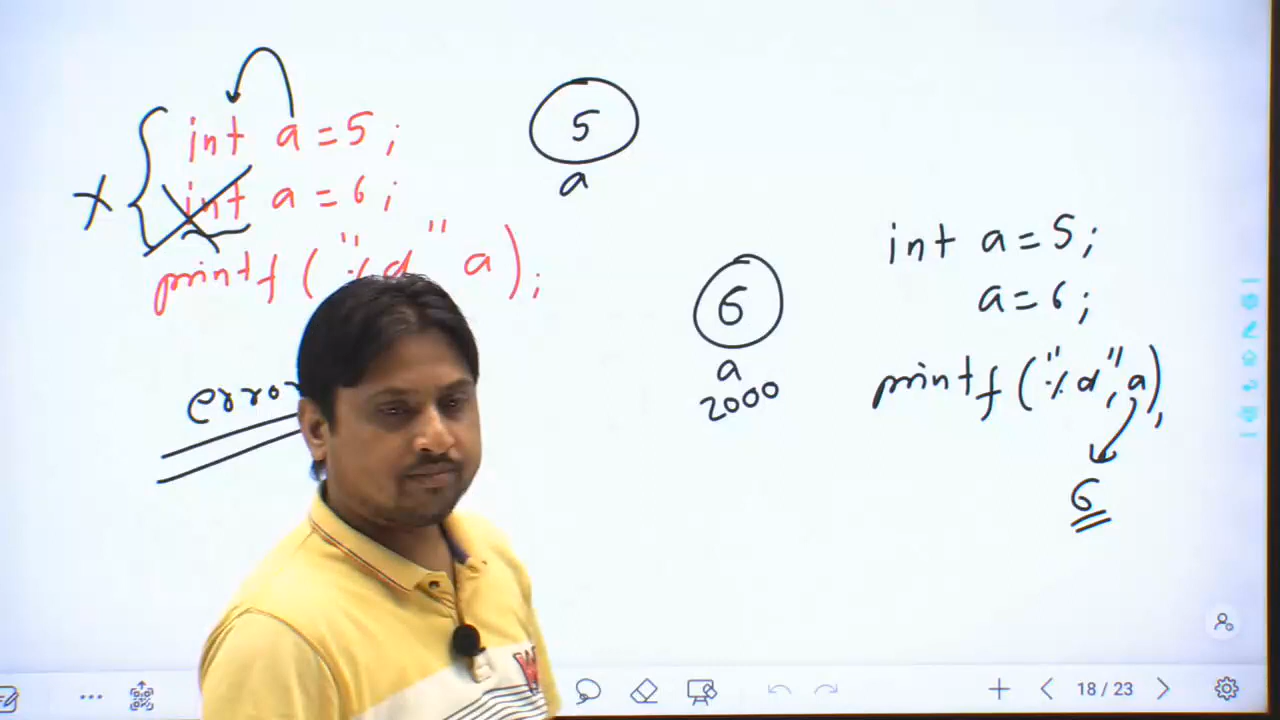 int a = 5;
int a = 6;
printf ("%d" a);
error
5
a
6
a
2000
int a = 5;
a = 6;
printf ("%d", a);
6
18 / 23